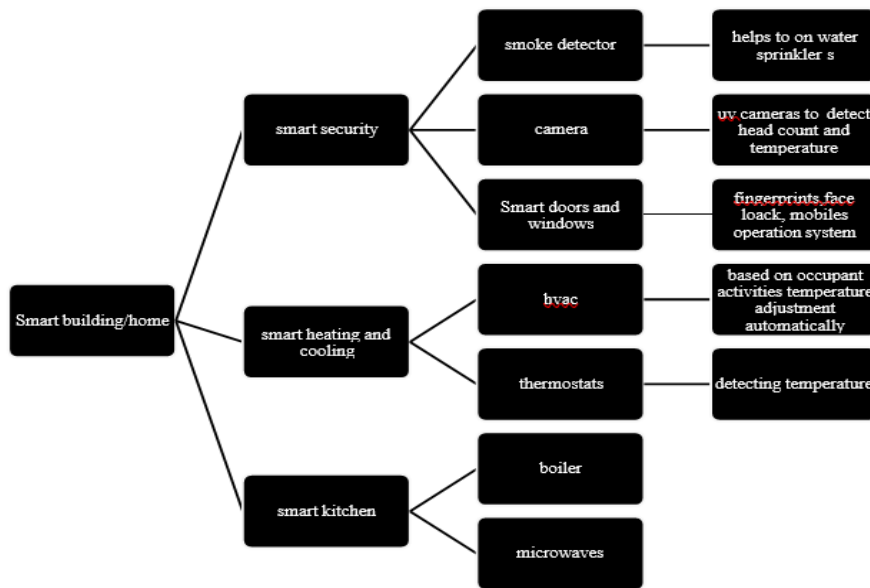 smoke detector
helps to on water
sprinkler s
smart security
camera
uv cameras to detect
head count and
temperature
Smart doors and
windows
fingerprints,face
loack, mobiles
operation system
Smart building/home
smart heating and
cooling
hvac
based on occupant
activities temperature
adjustment
automatically
thermostats
detecting temperature
smart kitchen
boiler
microwaves